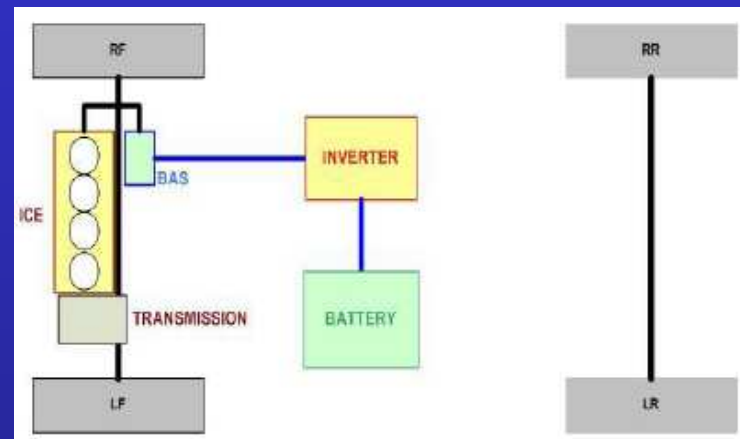 RF
RR
INVERTER
BAS
ICE
TRANSMISSION
BATTERY
LF
LR